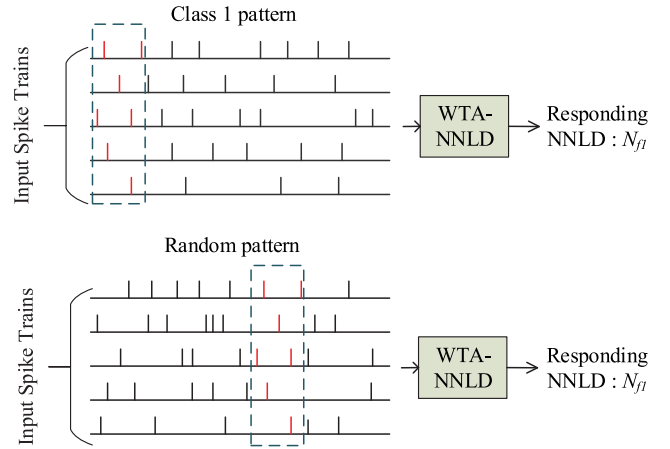 Class 1 pattern
Input Spike Trains
WTA-
NNLD
Responding
NNLD : Nf1
Random pattern
Input Spike Trains
WTA-
NNLD
Responding
NNLD : Nf1